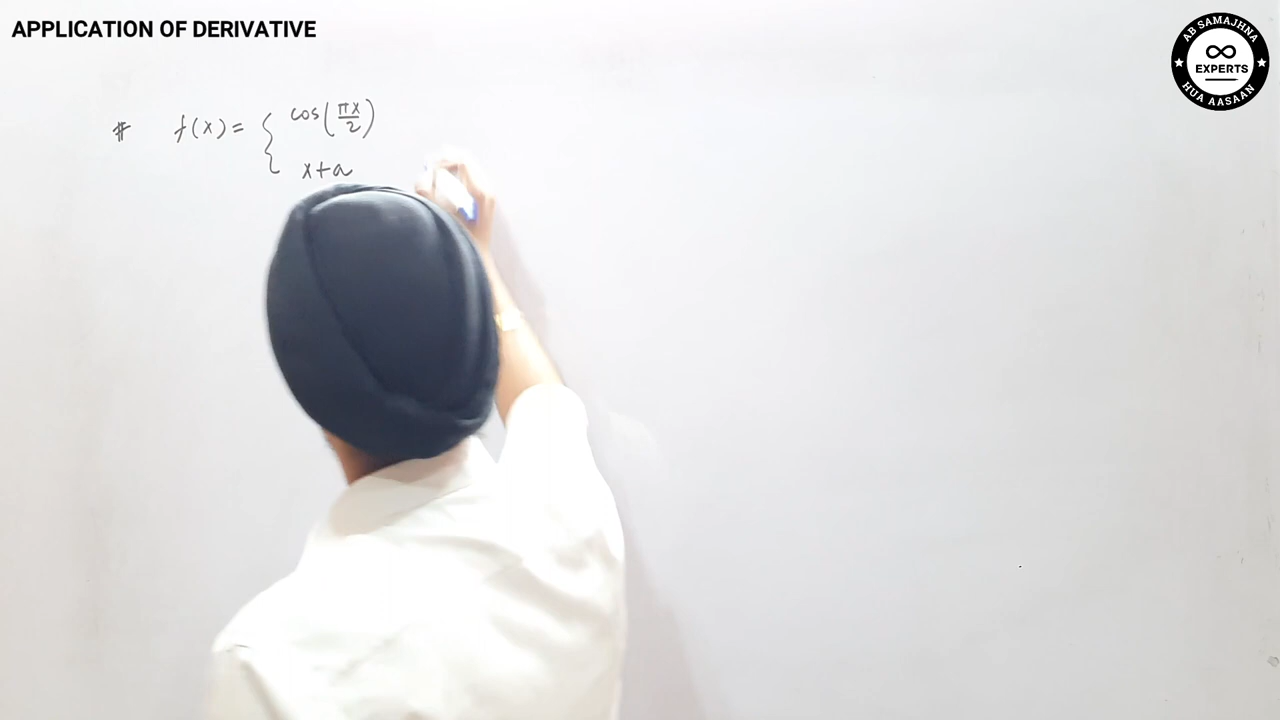 APPLICATION OF DERIVATIVE
AB SAMAJHNA
EXPERTS
HUA AASAAN
# f(x) = { cos(πx/2)
x+a